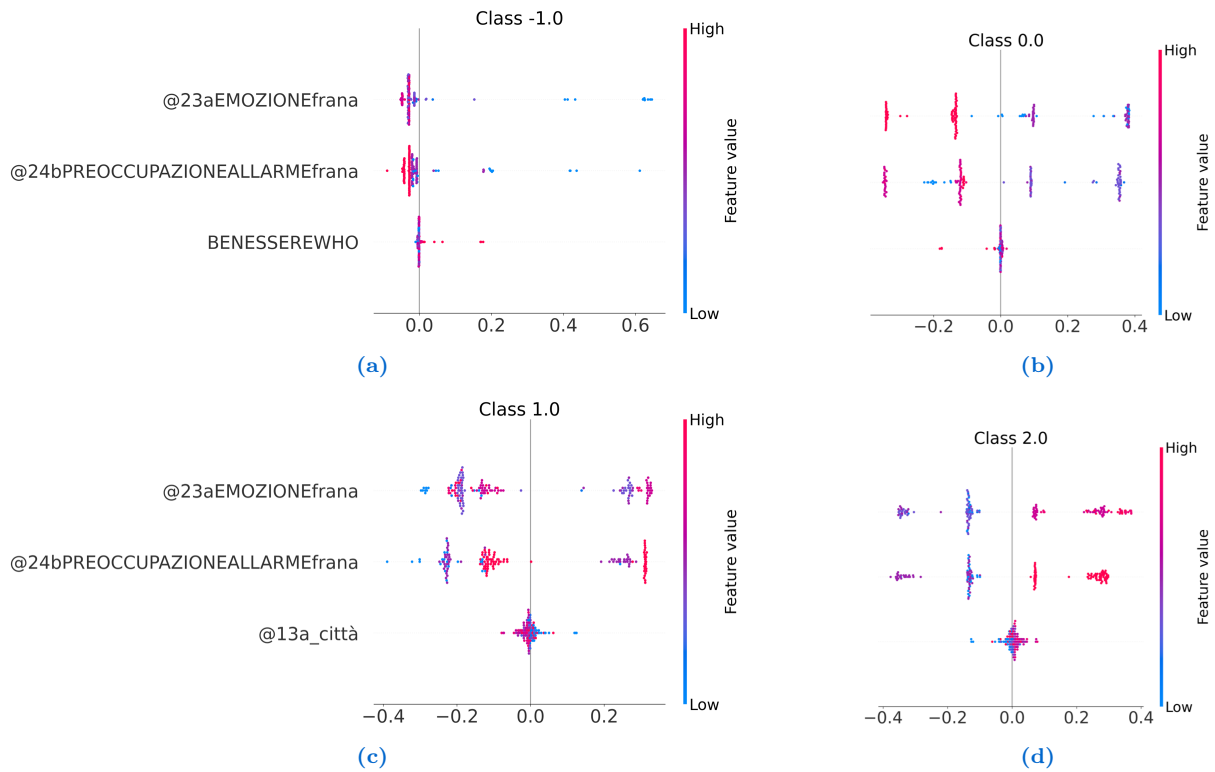 Class -1.0
High
@23aEMOZIONEfrana
@24bPREOCCUPAZIONEALLARMEfrana
BENESSEREWHO
Feature value
Low
0.0 0.2 0.4 0.6
(a)
Class 0.0
High
Feature value
Low
−0.2 0.0 0.2 0.4
(b)
Class 1.0
High
@23aEMOZIONEfrana
@24bPREOCCUPAZIONEALLARMEfrana
@13a_città
Feature value
Low
−0.4 −0.2 0.0 0.2
(c)
Class 2.0
High
Feature value
Low
−0.4 −0.2 0.0 0.2 0.4
(d)